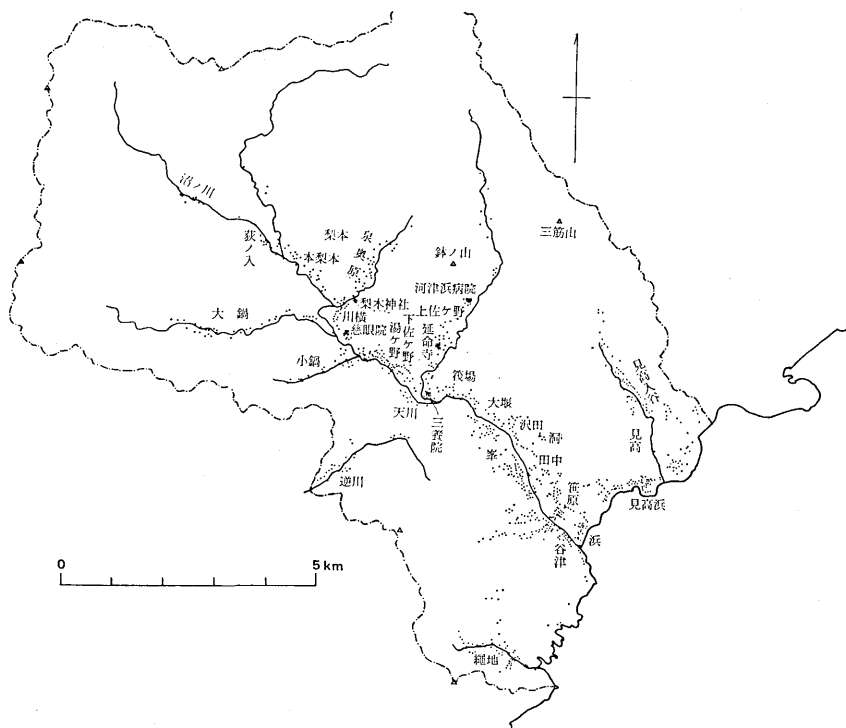 沼ノ川
荻ノ入
梨本
奥原
本梨本
鉢ノ山
三筋山
河津浜病院
大鍋
梨木神社
川横
慈眼院
湯ケ野
下佐ケ野
上佐ケ野
延命寺
小鍋
筏場
天川
三養院
大堰
沢田
洞
峯
田中
見高入谷
見高
逆川
笹原
見高浜
浜
谷津
縄地
0
5 km